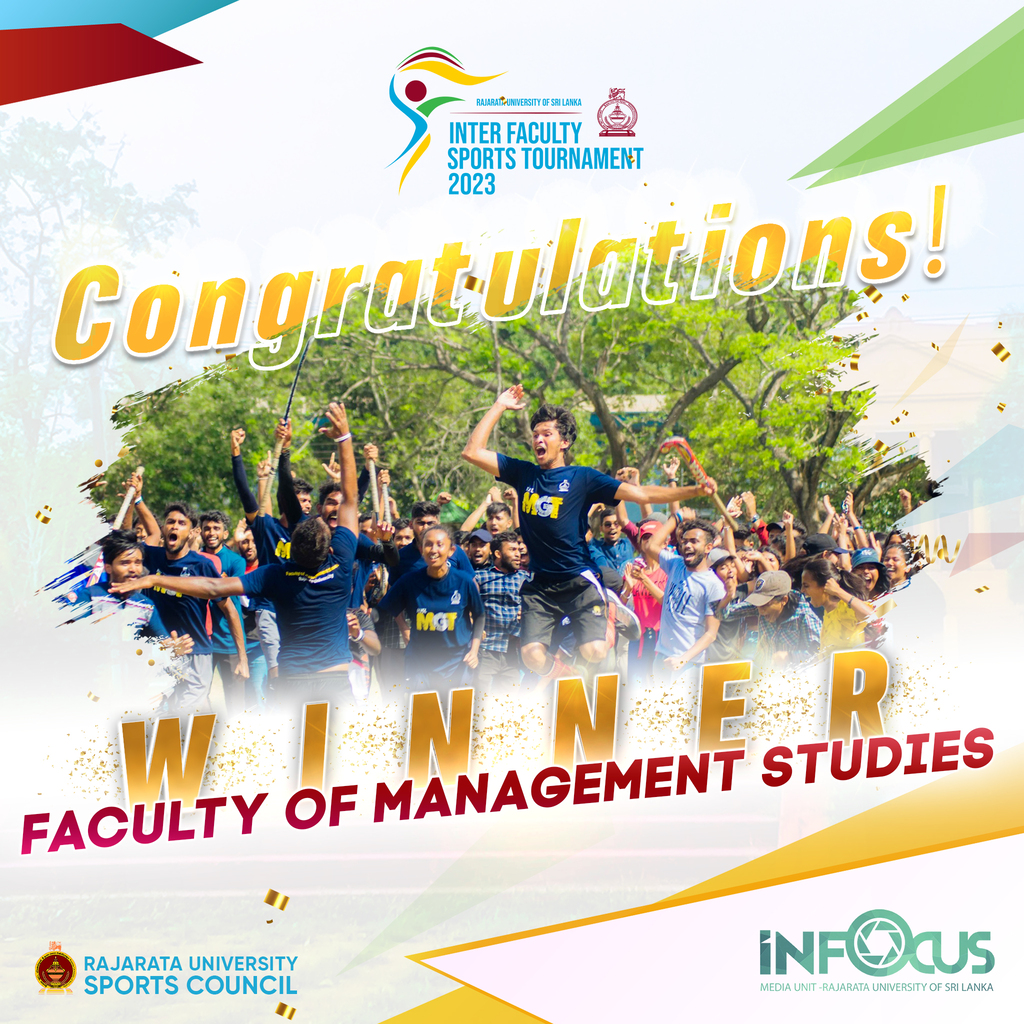 RAJARATA UNIVERSITY OF SRI LANKA
INTER FACULTY
SPORTS TOURNAMENT
2023
Congratulations!
MGT
MGT
MGT
WINNER
FACULTY OF MANAGEMENT STUDIES
RAJARATA UNIVERSITY
SPORTS COUNCIL
iNFOCUS
MEDIA UNIT -RAJARATA UNIVERSITY OF SRI LANKA